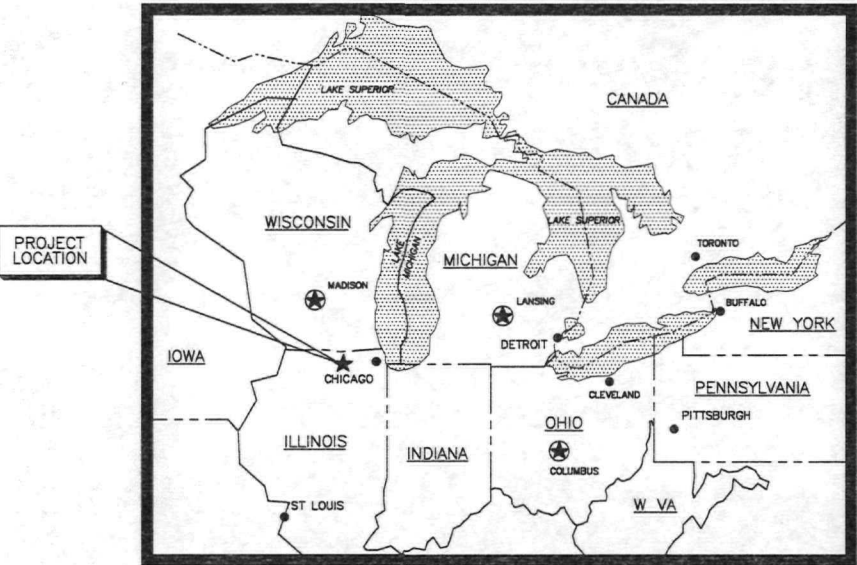 LAKE SUPERIOR
CANADA
WISCONSIN
LAKE SUPERIOR
PROJECT
LOCATION
LAKE
MICHIGAN
MICHIGAN
TORONTO
MADISON
LANSING
BUFFALO
DETROIT
NEW YORK
IOWA
CHICAGO
CLEVELAND
PENNSYLVANIA
PITTSBURGH
OHIO
ILLINOIS
INDIANA
COLUMBUS
ST LOUIS
W VA